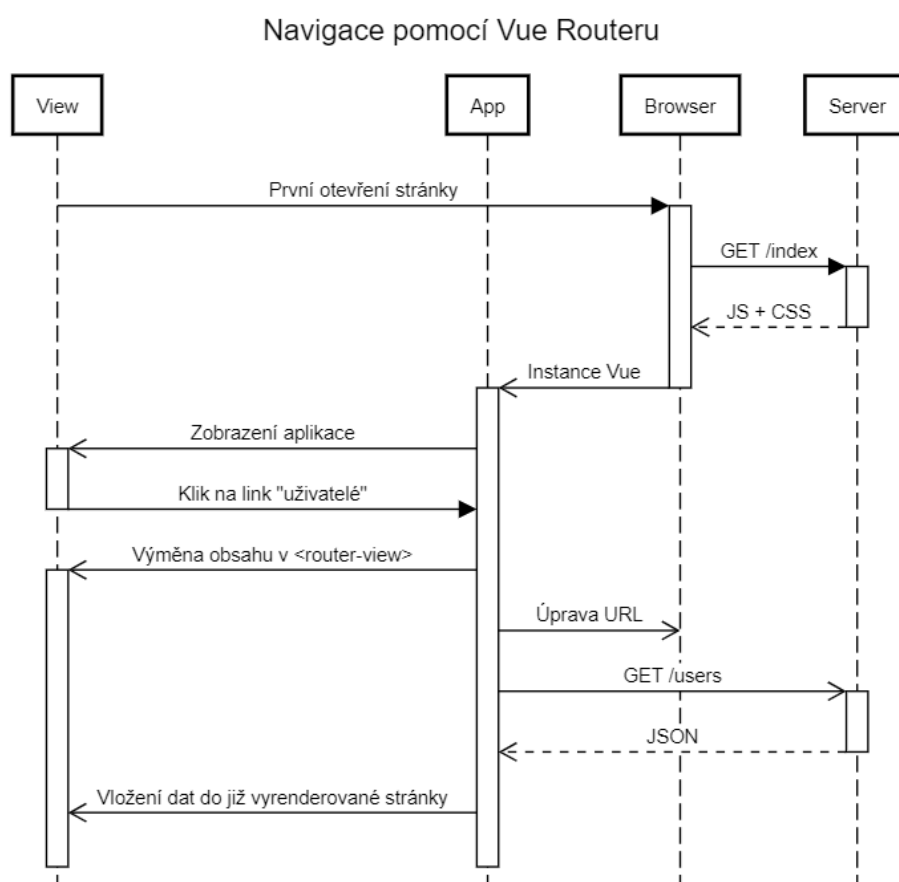 Navigace pomocí Vue Routeru
View
App
Browser
Server
První otevření stránky
GET /index
JS + CSS
Instance Vue
Zobrazení aplikace
Klik na link "uživatelé"
Výměna obsahu v <router-view>
Úprava URL
GET /users
JSON
Vložení dat do již vyrenderované stránky